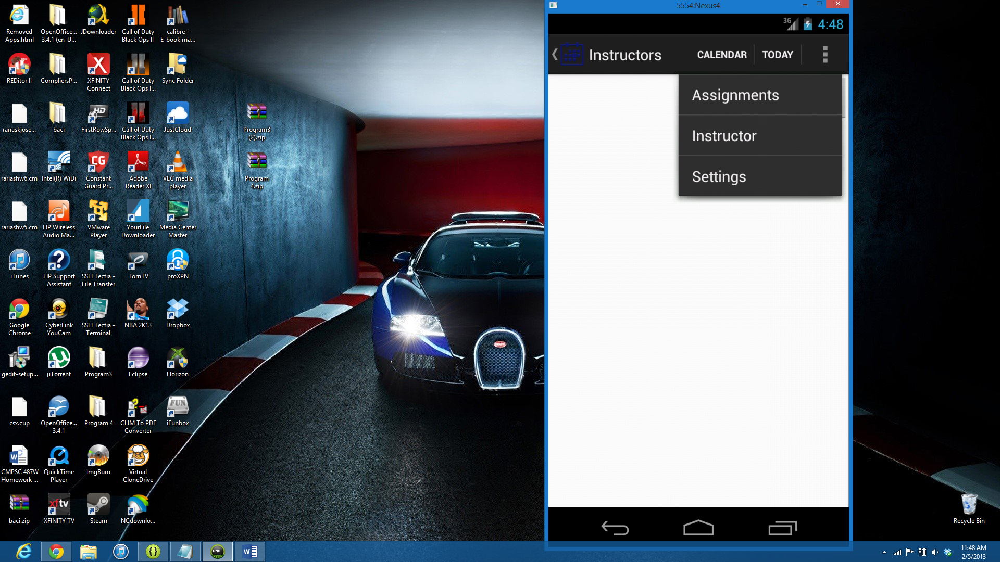 Removed
Apps.html
OpenOffice...
3.4.1 (en-U...
JDownloader
Call of Duty
Black Ops II
calibre -
E-book ma...
REDitor II
CompliersP...
XFINITY
Connect
Call of Duty
Black Ops I...
Sync Folder
rariaskjose...
baci
HD
FirstRowSp...
Call of Duty
Black Ops I...
JustCloud
Program3
(2).zip
rariashw6.cm
Intel(R) WiDi
CG
Constant
Guard Pr...
Adobe
Reader XI
VLC media
player
Program
4.zip
rariashw5.cm
HP Wireless
Audio Ma...
VMware
Player
YourFile
Downloader
Media Center
Master
iTunes
HP Support
Assistant
SSH Tectia -
File Transfer
TornTV
proXPN
Google
Chrome
CyberLink
YouCam
SSH Tectia -
Terminal
NBA 2K13
Dropbox
gedit-setup...
µTorrent
Program3
Eclipse
Horizon
csx.cup
OpenOffice...
3.4.1
Program 4
CHM To PDF
Converter
FUN
iFunbox
CMPSC 487W
Homework ...
QuickTime
Player
ImgBurn
Virtual
CloneDrive
baci.zip
xftv
XFINITY TV
Steam
NCdownlo...
5554:Nexus4
3G
4:48
Instructors
CALENDAR
TODAY
Assignments
Instructor
Settings
Recycle Bin
AND_
11:48 AM
2/5/2013